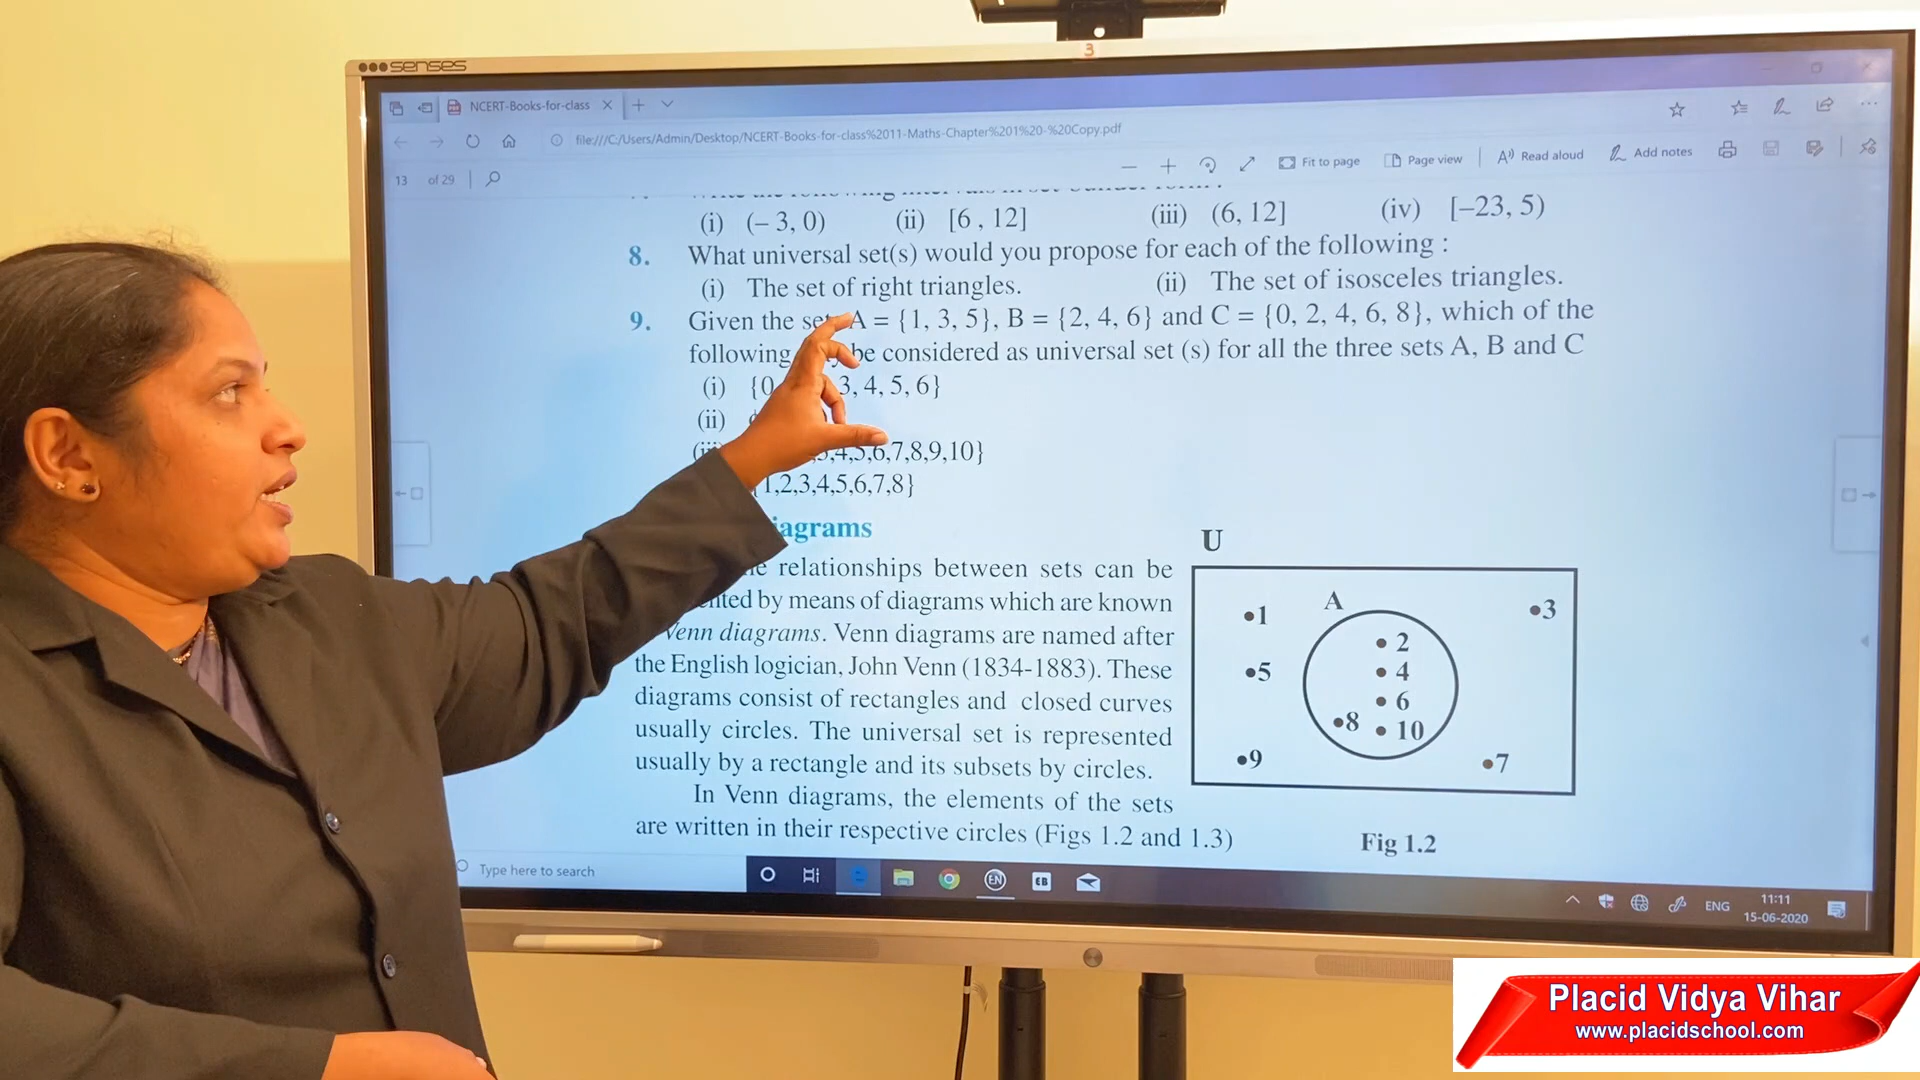 3
senses
NCERT-Books-for-class
file:///C:/Users/Admin/Desktop/NCERT-Books-for-class%2011-Maths-Chapter%201%20-%20Copy.pdf
13 of 29
Fit to page Page view Read aloud Add notes
(i) (– 3, 0) (ii) [6 , 12] (iii) (6, 12] (iv) [–23, 5)
8. What universal set(s) would you propose for each of the following :
(i) The set of right triangles. (ii) The set of isosceles triangles.
9. Given the A = {1, 3, 5}, B = {2, 4, 6} and C = {0, 2, 4, 6, 8}, which of the
following be considered as universal set (s) for all the three sets A, B and C
(i) {0, 3, 4, 5, 6}
(ii)
,4,5,6,7,8,9,10}
1,2,3,4,5,6,7,8}
iagrams
relationships between sets can be
by means of diagrams which are known
Venn diagrams. Venn diagrams are named after
the English logician, John Venn (1834-1883). These
diagrams consist of rectangles and closed curves
usually circles. The universal set is represented
usually by a rectangle and its subsets by circles.
In Venn diagrams, the elements of the sets
are written in their respective circles (Figs 1.2 and 1.3)
U
A
•1
•3
• 2
•5
• 4
• 6
•8 • 10
•9
•7
Fig 1.2
Type here to search
EN
ENG
11:11
15-06-2020
Placid Vidya Vihar
www.placidschool.com